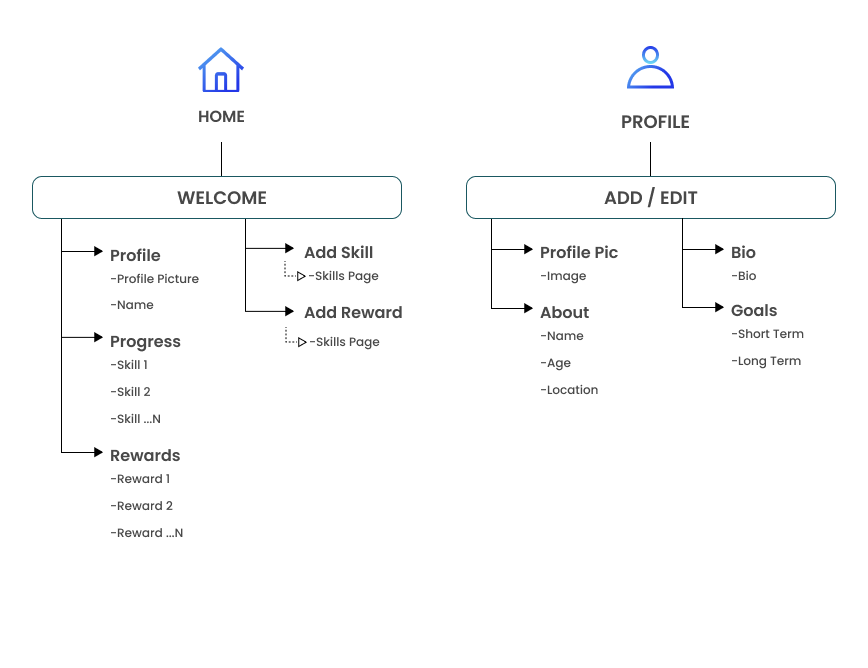 HOME
WELCOME
Profile
-Profile Picture
-Name
Progress
-Skill 1
-Skill 2
-Skill ...N
Rewards
-Reward 1
-Reward 2
-Reward ...N
Add Skill
-Skills Page
Add Reward
-Skills Page
PROFILE
ADD / EDIT
Profile Pic
-Image
About
-Name
-Age
-Location
Bio
-Bio
Goals
-Short Term
-Long Term